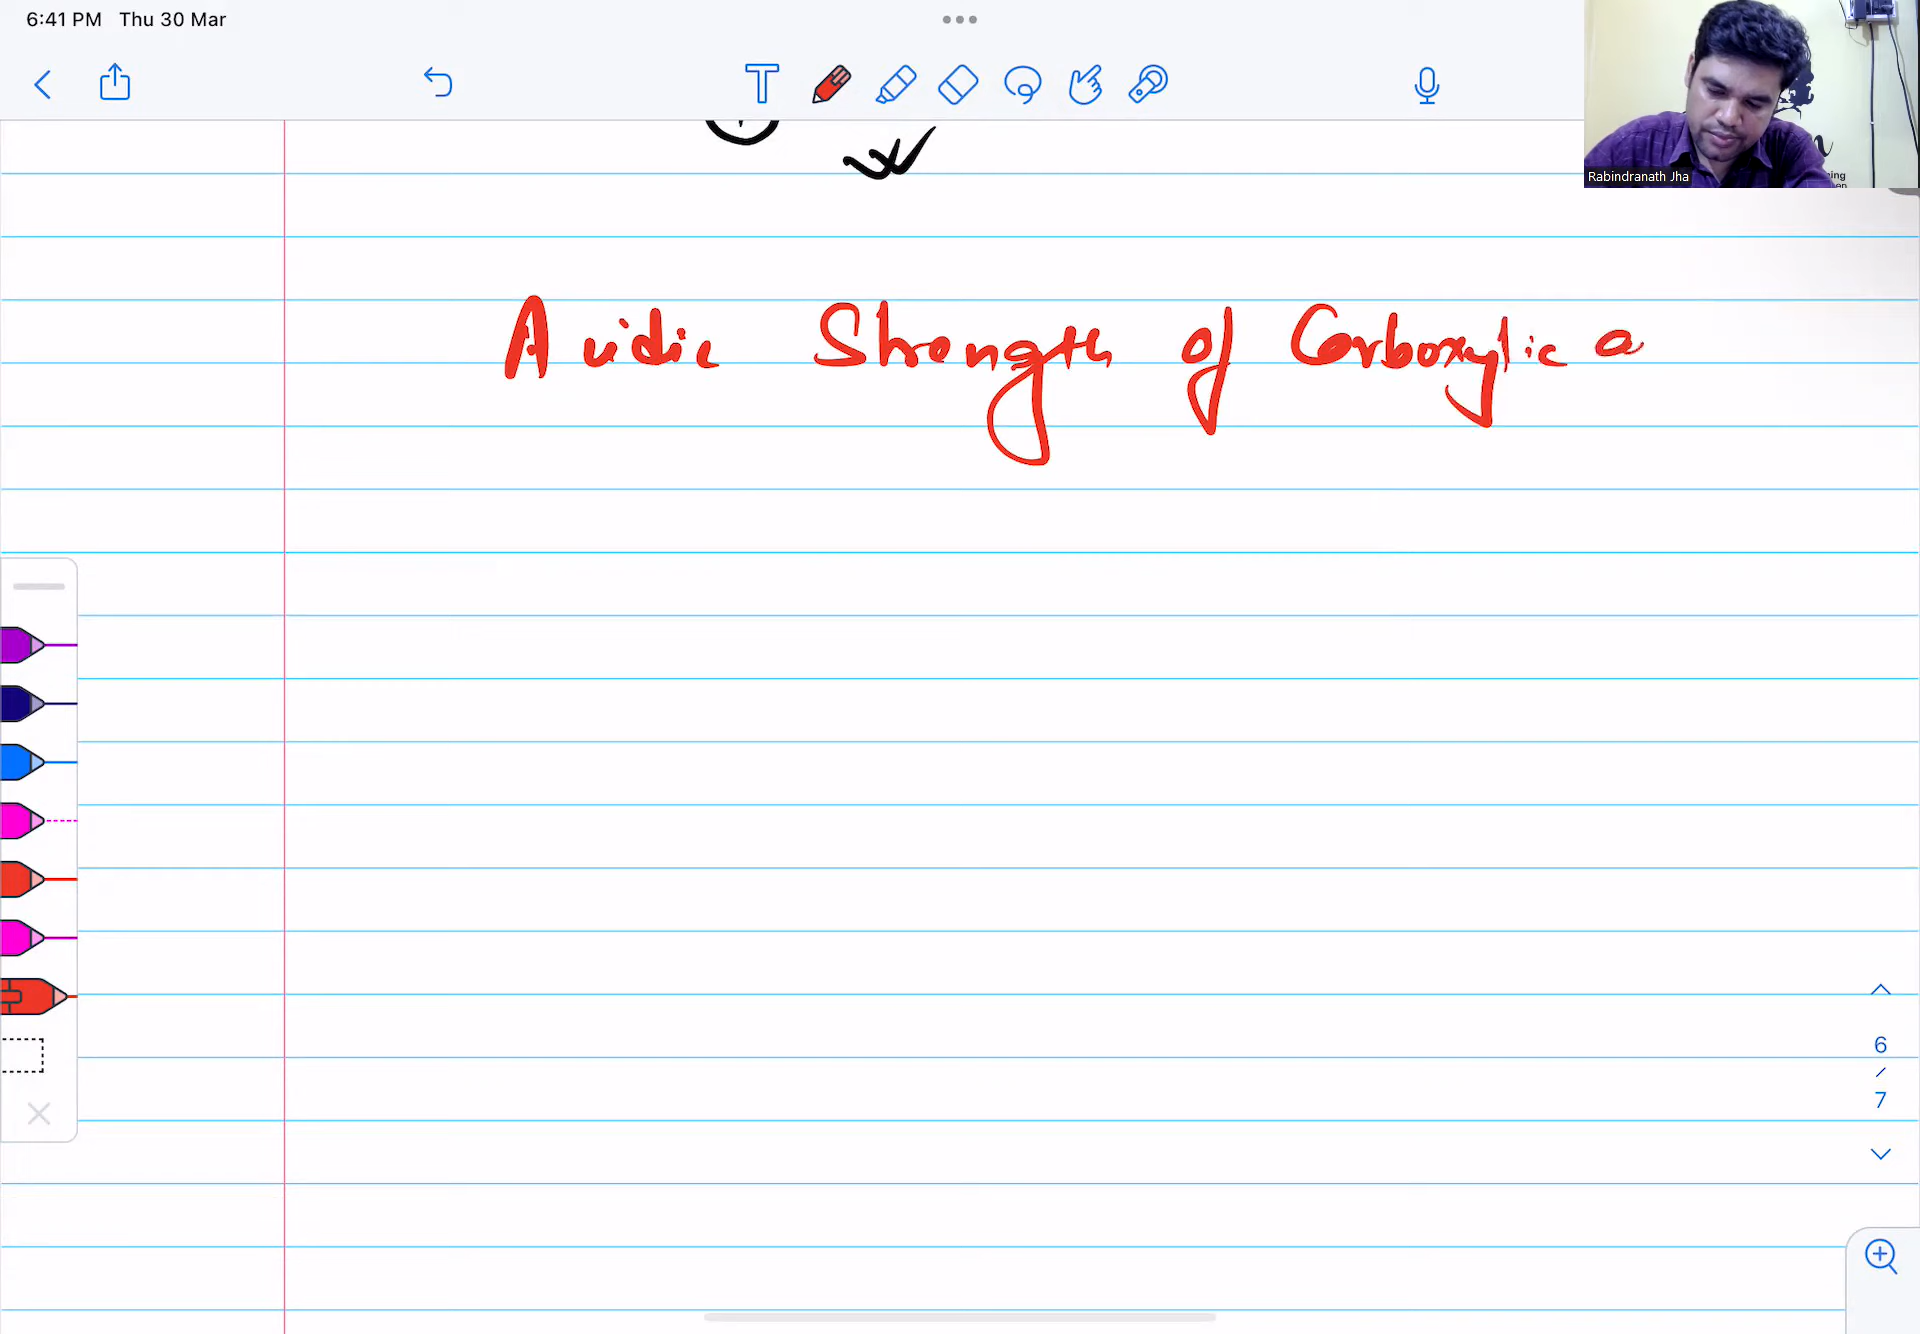 6:41 PM Thu 30 Mar
Rabindranath Jha
Acidic Strength of Carboxylic a
6
/
7